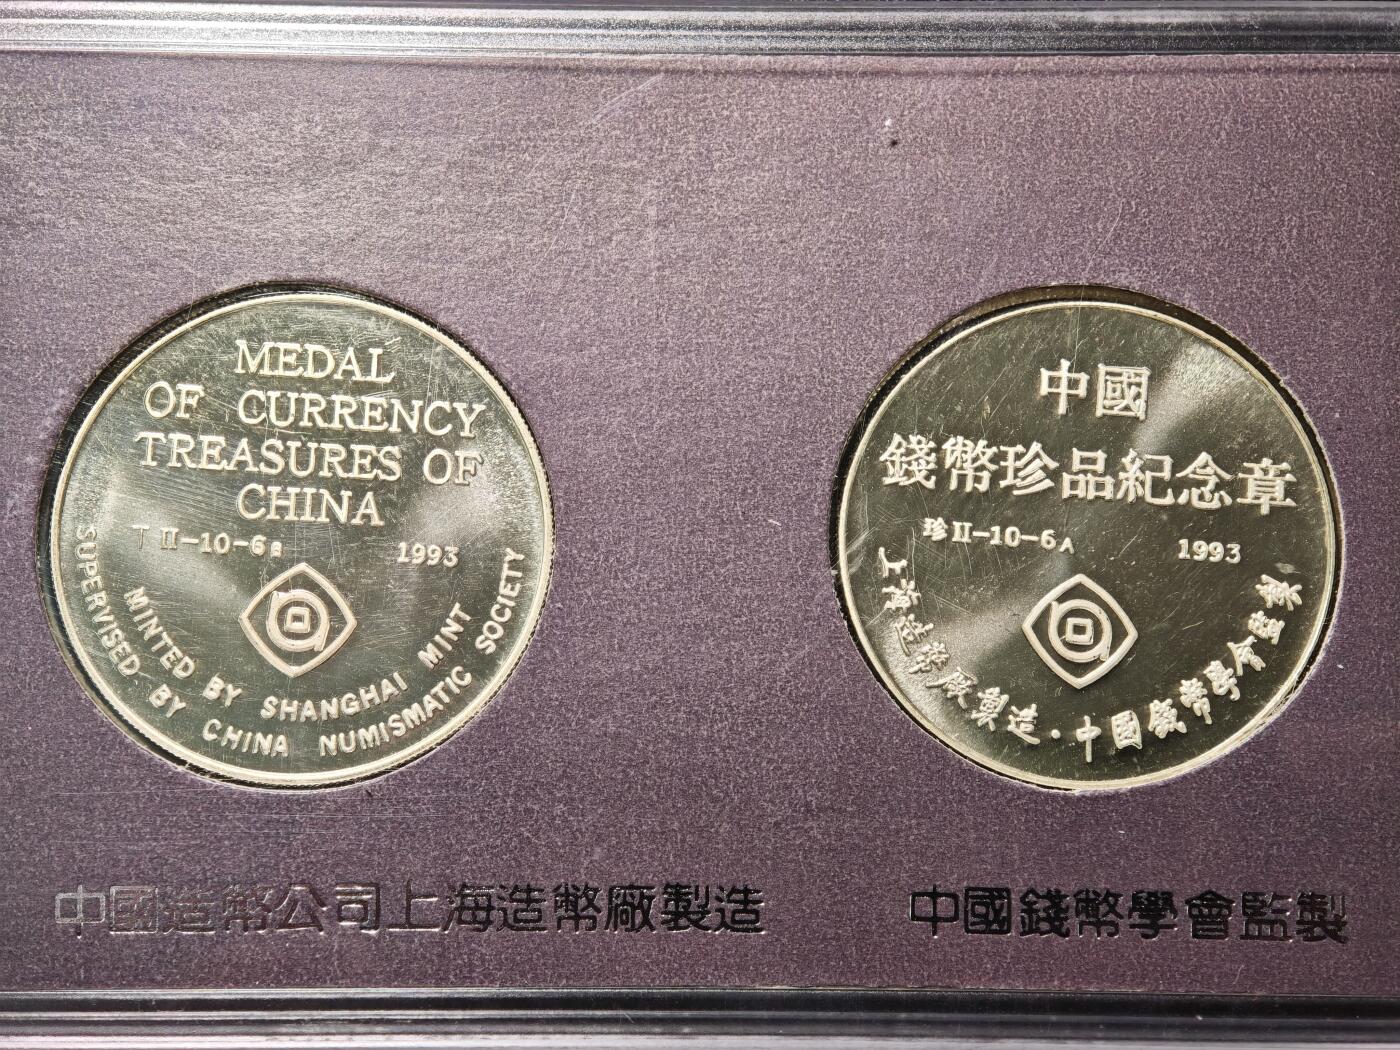 MEDAL
OF CURRENCY
TREASURES OF
CHINA
T II-10-6B
1993
MINTED BY SHANGHAI MINT
SUPERVISED BY CHINA NUMISMATIC SOCIETY
中國
錢幣珍品紀念章
珍II-10-6A
1993
上海造幣廠製造·中國錢幣學會監製
中國造幣公司上海造幣廠製造
中國錢幣學會監製